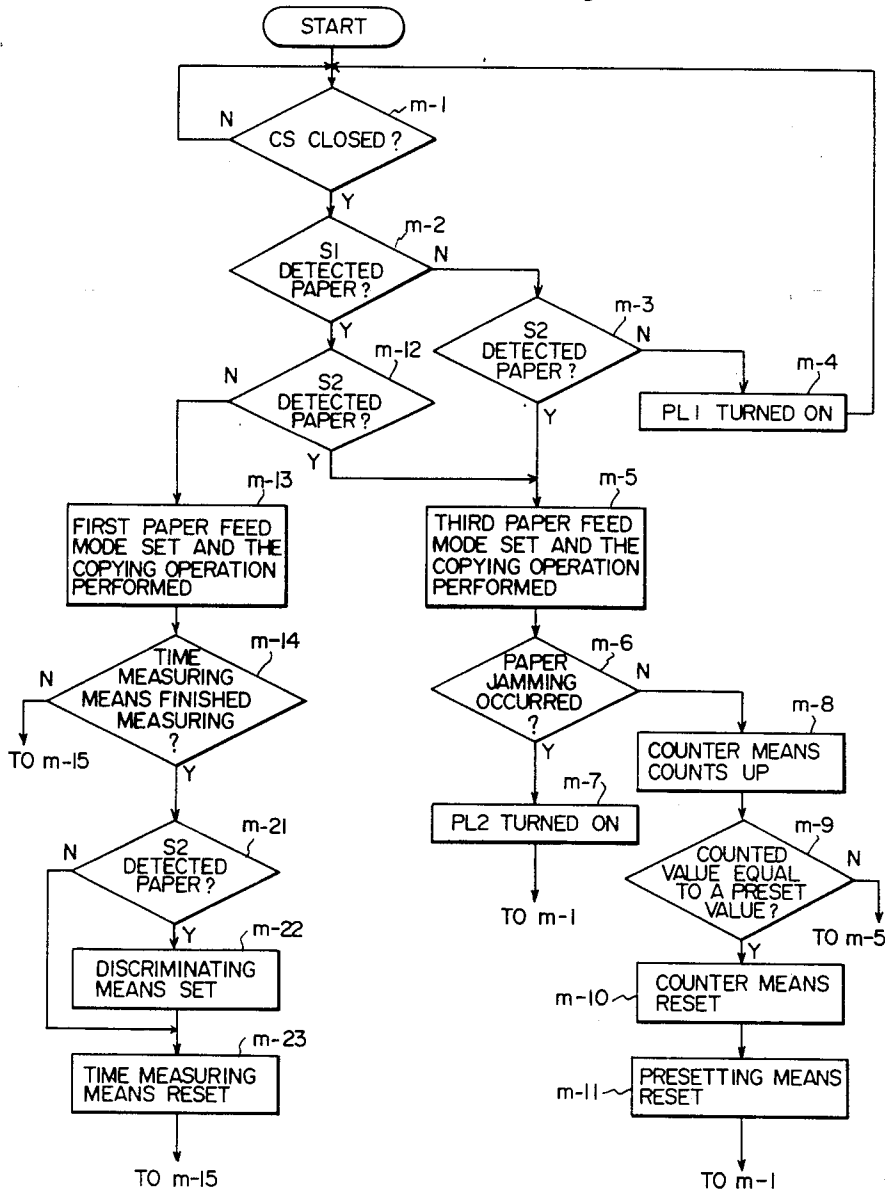 START
m-1
N
CS CLOSED?
Y
m-2
S1
DETECTED
PAPER?
N
Y
m-3
S2
DETECTED
PAPER?
N
Y
m-4
PL1 TURNED ON
m-12
N
S2
DETECTED
PAPER?
Y
m-13
FIRST PAPER FEED
MODE SET AND THE
COPYING OPERATION
PERFORMED
m-5
THIRD PAPER FEED
MODE SET AND THE
COPYING OPERATION
PERFORMED
m-14
N
TIME
MEASURING
MEANS FINISHED
MEASURING
?
Y
TO m-15
m-6
PAPER
JAMMING
OCCURRED
?
N
Y
m-7
PL2 TURNED ON
TO m-1
m-8
COUNTER MEANS
COUNTS UP
m-9
COUNTED
VALUE EQUAL
TO A PRESET
VALUE?
N
Y
TO m-5
m-21
N
S2
DETECTED
PAPER?
Y
m-22
DISCRIMINATING
MEANS SET
m-23
TIME MEASURING
MEANS RESET
TO m-15
m-10
COUNTER MEANS
RESET
m-11
PRESETTING MEANS
RESET
TO m-1